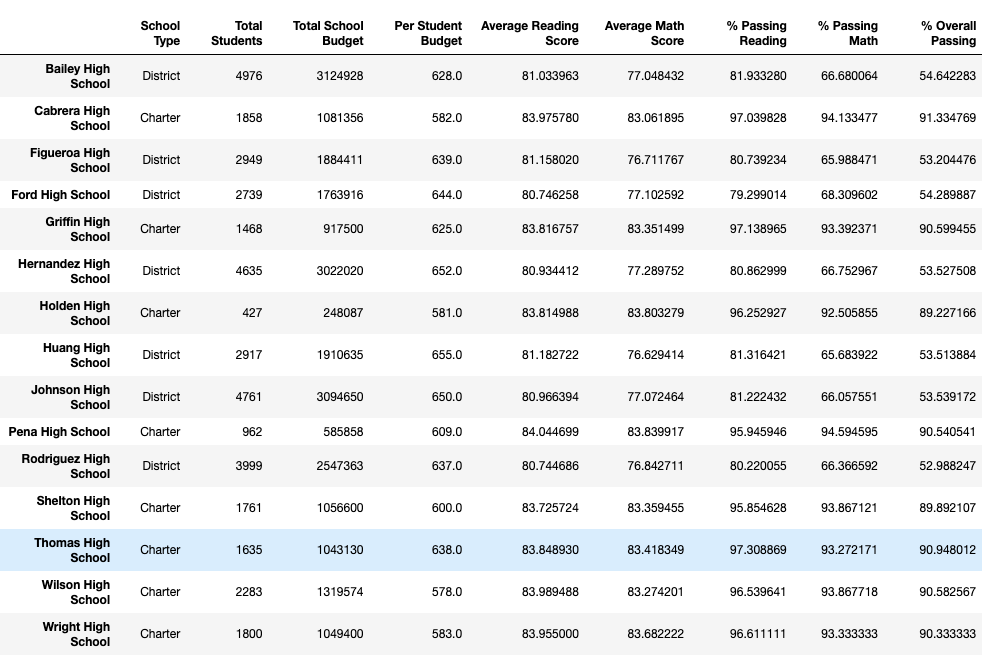 School Type Total Students Total School Budget Per Student Budget Average Reading Score Average Math Score % Passing Reading % Passing Math % Overall Passing
Bailey High School District 4976 3124928 628.0 81.033963 77.048432 81.933280 66.680064 54.642283
Cabrera High School Charter 1858 1081356 582.0 83.975780 83.061895 97.039828 94.133477 91.334769
Figueroa High School District 2949 1884411 639.0 81.158020 76.711767 80.739234 65.988471 53.204476
Ford High School District 2739 1763916 644.0 80.746258 77.102592 79.299014 68.309602 54.289887
Griffin High School Charter 1468 917500 625.0 83.816757 83.351499 97.138965 93.392371 90.599455
Hernandez High School District 4635 3022020 652.0 80.934412 77.289752 80.862999 66.752967 53.527508
Holden High School Charter 427 248087 581.0 83.814988 83.803279 96.252927 92.505855 89.227166
Huang High School District 2917 1910635 655.0 81.182722 76.629414 81.316421 65.683922 53.513884
Johnson High School District 4761 3094650 650.0 80.966394 77.072464 81.222432 66.057551 53.539172
Pena High School Charter 962 585858 609.0 84.044699 83.839917 95.945946 94.594595 90.540541
Rodriguez High School District 3999 2547363 637.0 80.744686 76.842711 80.220055 66.366592 52.988247
Shelton High School Charter 1761 1056600 600.0 83.725724 83.359455 95.854628 93.867121 89.892107
Thomas High School Charter 1635 1043130 638.0 83.848930 83.418349 97.308869 93.272171 90.948012
Wilson High School Charter 2283 1319574 578.0 83.989488 83.274201 96.539641 93.867718 90.582567
Wright High School Charter 1800 1049400 583.0 83.955000 83.682222 96.611111 93.333333 90.333333